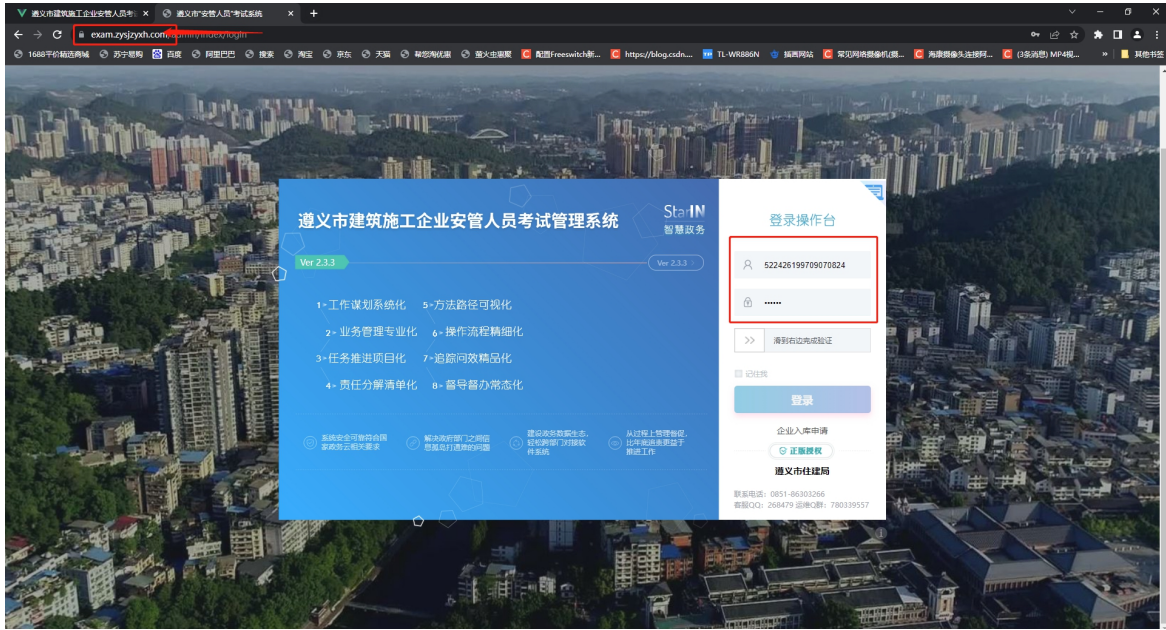 遵义市建筑施工企业安管人员考试
遵义市"安管人员"考试系统
exam.zysjzyxh.com/admin/index/login
1688平价精选商城 苏宁易购 百度 阿里巴巴 搜索 淘宝 京东 天猫 帮您淘优惠 萤火虫惠聚 配置Freeswitch新... https://blog.csdn.... TL-WR886N 插画网站 常见网络摄像机(摄... 海康摄像头连接阿... (3条消息) MP4视... » 其他书签
遵义市建筑施工企业安管人员考试管理系统
StarIN
智慧政务
Ver 2.3.3
Ver 2.3.3
1-工作谋划系统化 5-方法路径可视化
2-业务管理专业化 6-操作流程精细化
3-任务推进项目化 7-追踪问效精品化
4-责任分解清单化 8-督导督办常态化
系统安全可靠符合国
家政务云相关要求
解决政府部门之间信
息孤岛打通难的问题
建设政务数据生态，
轻松跨部门对接软
件系统
从过程上管理督促，
比年底追责更益于
推进工作
登录操作台
522426199709070824
••••••
>> 滑到右边完成验证
记住我
登录
企业入库申请
正版授权
遵义市住建局
联系电话：0851-86303266
客服QQ：268479 运维Q群：780339557